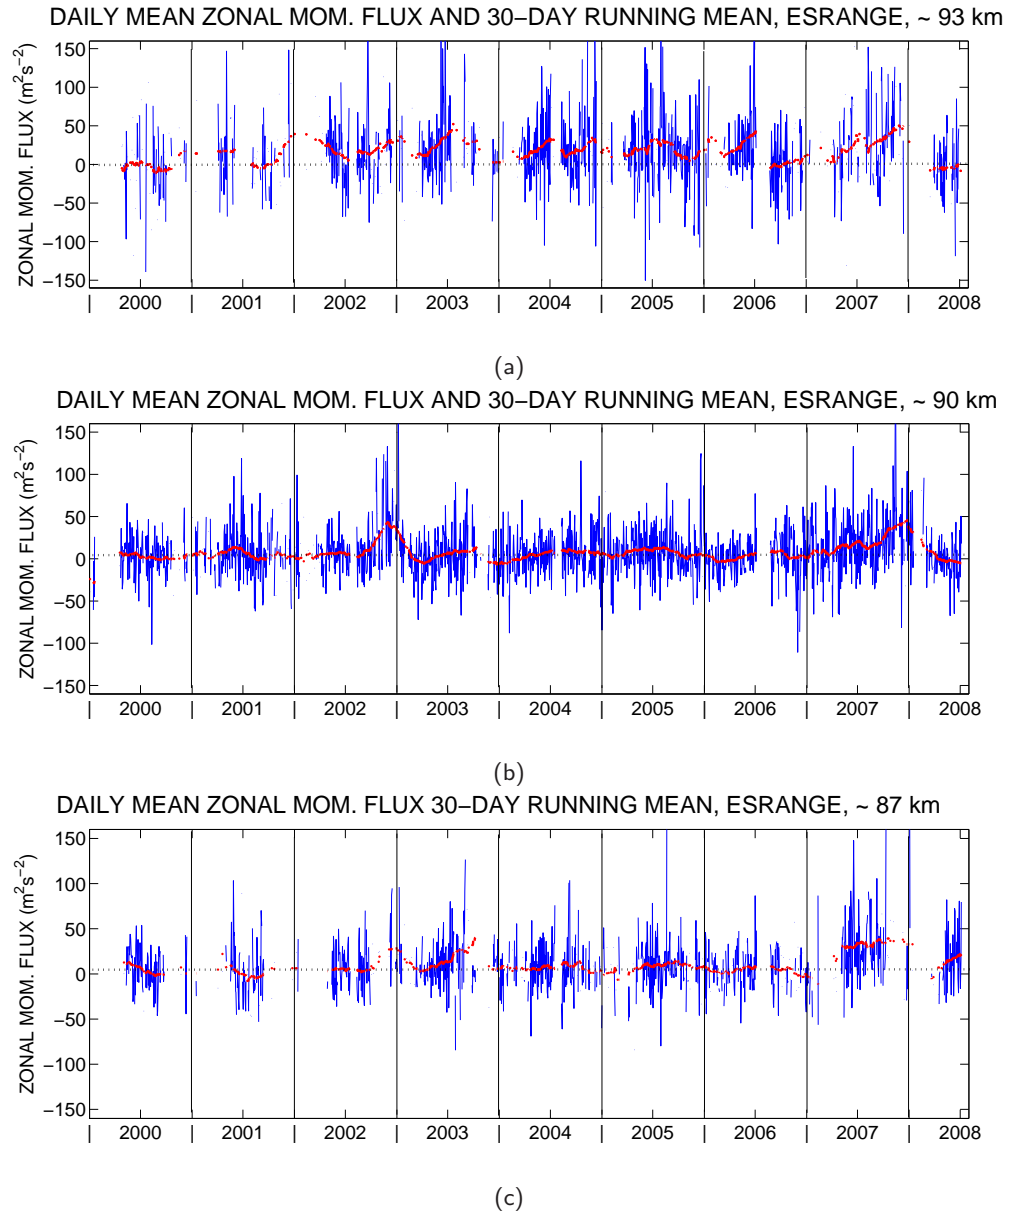 DAILY MEAN ZONAL MOM. FLUX AND 30−DAY RUNNING MEAN, ESRANGE, ~ 93 km
ZONAL MOM. FLUX (m²s⁻²)
150
100
50
0
−50
−100
−150
| 2000 | 2001 | 2002 | 2003 | 2004 | 2005 | 2006 | 2007 | 2008
(a)
DAILY MEAN ZONAL MOM. FLUX AND 30−DAY RUNNING MEAN, ESRANGE, ~ 90 km
ZONAL MOM. FLUX (m²s⁻²)
150
100
50
0
−50
−100
−150
| 2000 | 2001 | 2002 | 2003 | 2004 | 2005 | 2006 | 2007 | 2008
(b)
DAILY MEAN ZONAL MOM. FLUX 30−DAY RUNNING MEAN, ESRANGE, ~ 87 km
ZONAL MOM. FLUX (m²s⁻²)
150
100
50
0
−50
−100
−150
| 2000 | 2001 | 2002 | 2003 | 2004 | 2005 | 2006 | 2007 | 2008
(c)